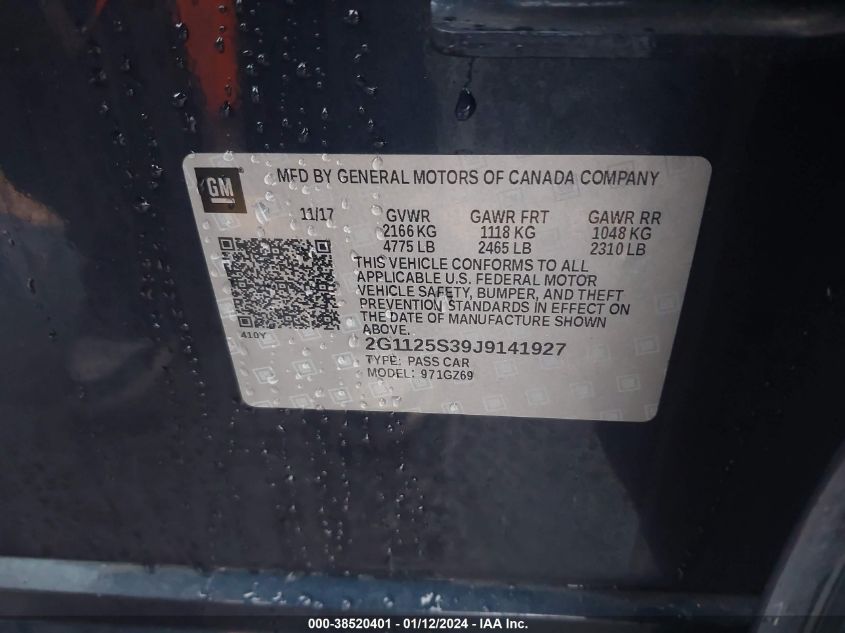 GM
MFD BY GENERAL MOTORS OF CANADA COMPANY
11/17 GVWR GAWR FRT GAWR RR
2166 KG 1118 KG 1048 KG
4775 LB 2465 LB 2310 LB
THIS VEHICLE CONFORMS TO ALL
APPLICABLE U.S. FEDERAL MOTOR
VEHICLE SAFETY, BUMPER, AND THEFT
PREVENTION STANDARDS IN EFFECT ON
THE DATE OF MANUFACTURE SHOWN
ABOVE.
410Y
2G1125S39J9141927
TYPE: PASS CAR
MODEL: 971GZ69
000-38520401 - 01/12/2024 - IAA Inc.